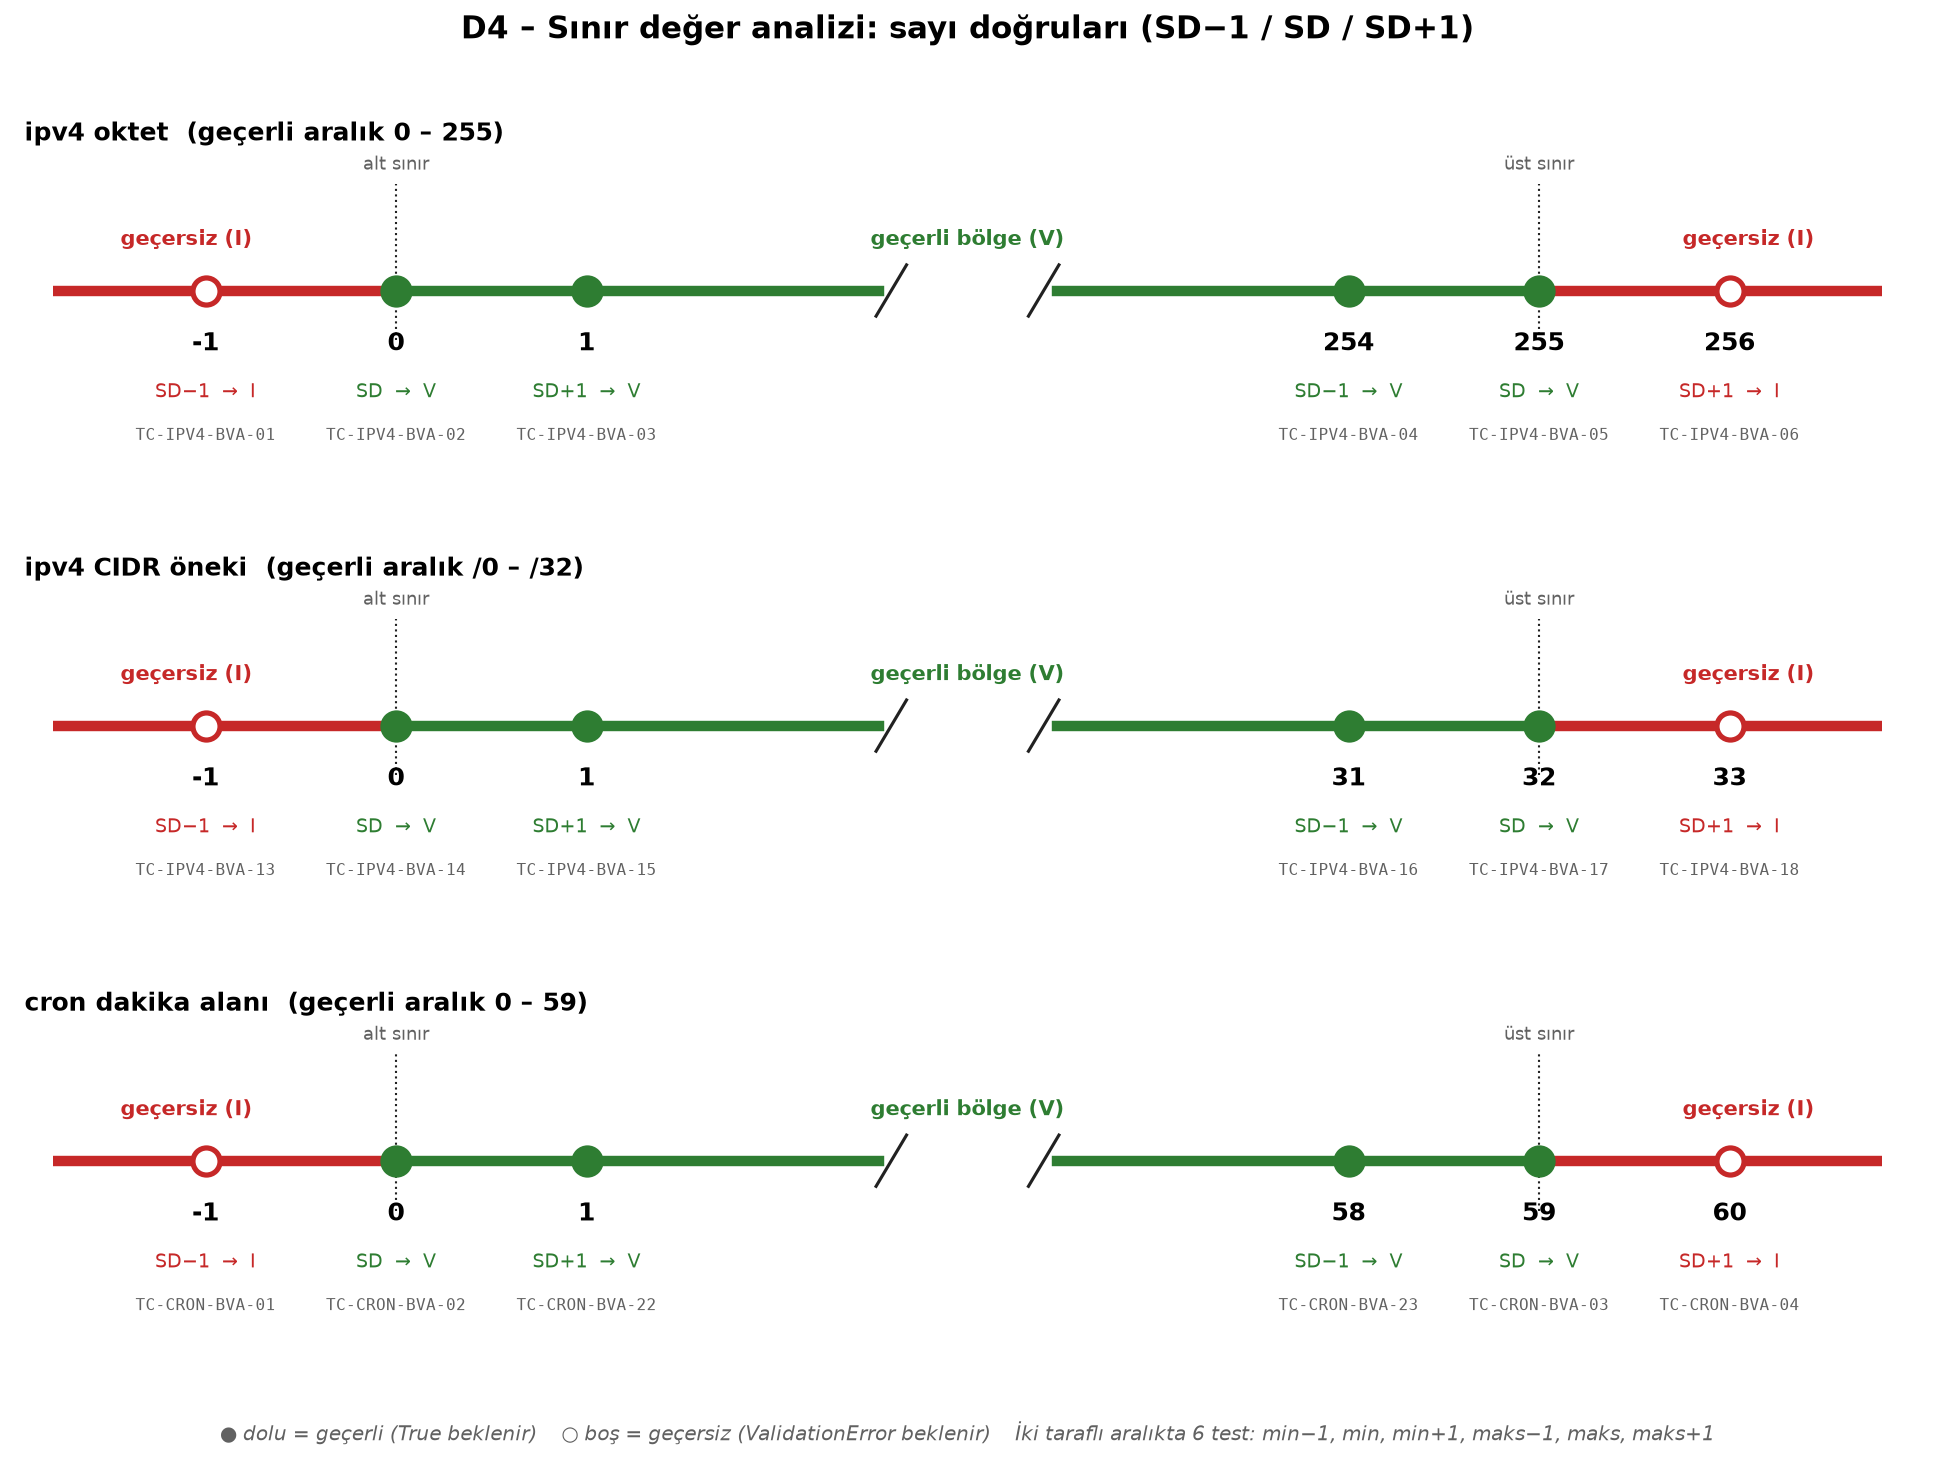 D4 – Sınır değer analizi: sayı doğruları (SD−1 / SD / SD+1)
ipv4 oktet  (geçerli aralık 0 – 255)
alt sınır üst sınır
geçersiz (I) geçerli bölge (V) geçersiz (I)
-1 0 1 254 255 256
SD−1 → I SD → V SD+1 → V SD−1 → V SD → V SD+1 → I
TC-IPV4-BVA-01 TC-IPV4-BVA-02 TC-IPV4-BVA-03 TC-IPV4-BVA-04 TC-IPV4-BVA-05 TC-IPV4-BVA-06
ipv4 CIDR öneki  (geçerli aralık /0 – /32)
alt sınır üst sınır
geçersiz (I) geçerli bölge (V) geçersiz (I)
-1 0 1 31 32 33
SD−1 → I SD → V SD+1 → V SD−1 → V SD → V SD+1 → I
TC-IPV4-BVA-13 TC-IPV4-BVA-14 TC-IPV4-BVA-15 TC-IPV4-BVA-16 TC-IPV4-BVA-17 TC-IPV4-BVA-18
cron dakika alanı  (geçerli aralık 0 – 59)
alt sınır üst sınır
geçersiz (I) geçerli bölge (V) geçersiz (I)
-1 0 1 58 59 60
SD−1 → I SD → V SD+1 → V SD−1 → V SD → V SD+1 → I
TC-CRON-BVA-01 TC-CRON-BVA-02 TC-CRON-BVA-22 TC-CRON-BVA-23 TC-CRON-BVA-03 TC-CRON-BVA-04
● dolu = geçerli (True beklenir) ○ boş = geçersiz (ValidationError beklenir) İki taraflı aralıkta 6 test: min−1, min, min+1, maks−1, maks, maks+1